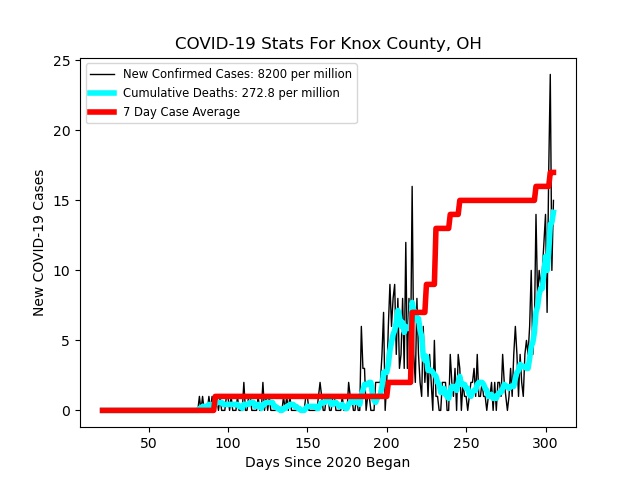 COVID-19 Stats For Knox County, OH
New Confirmed Cases: 8200 per million
Cumulative Deaths: 272.8 per million
7 Day Case Average
New COVID-19 Cases
25
20
15
10
5
0
50 100 150 200 250 300
Days Since 2020 Began